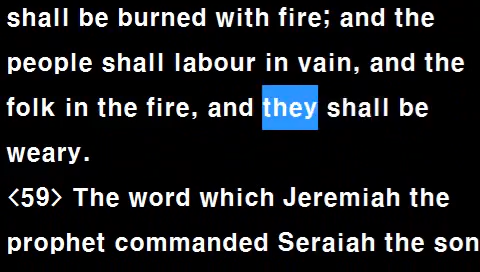 shall be burned with fire; and the
people shall labour in vain, and the
folk in the fire, and they shall be
weary.
<59> The word which Jeremiah the
prophet commanded Seraiah the son